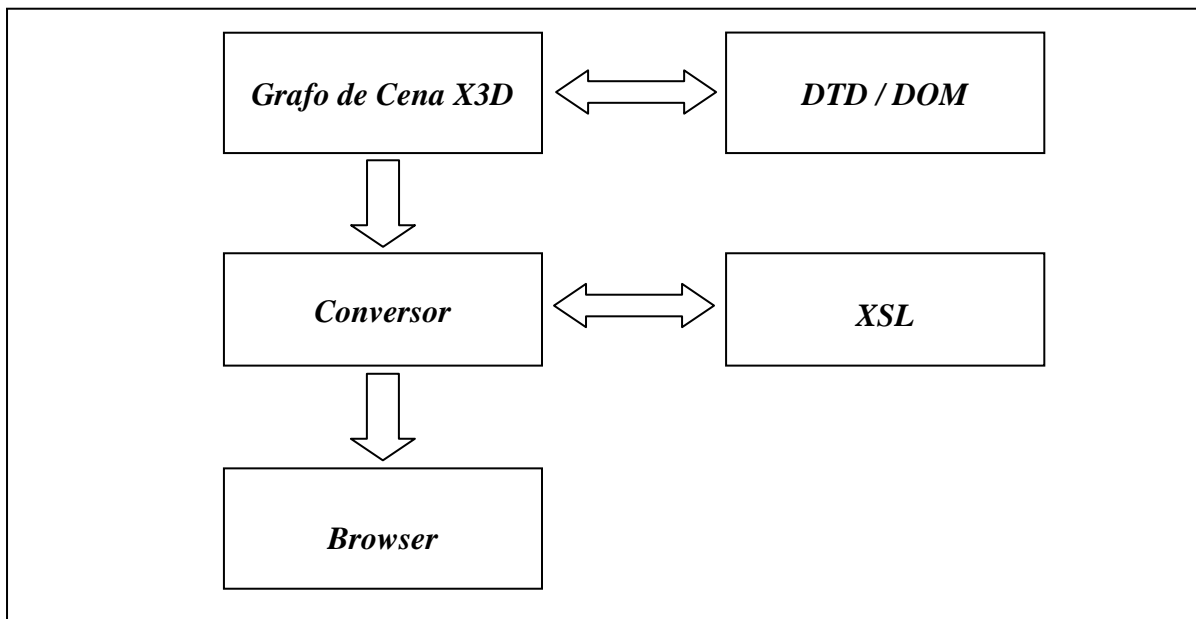 Grafo de Cena X3D
DTD / DOM
Conversor
XSL
Browser